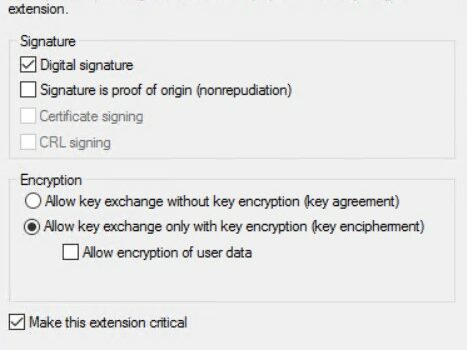 extension.
Signature
Digital signature
Signature is proof of origin (nonrepudiation)
Certificate signing
CRL signing
Encryption
Allow key exchange without key encryption (key agreement)
Allow key exchange only with key encryption (key encipherment)
Allow encryption of user data
Make this extension critical